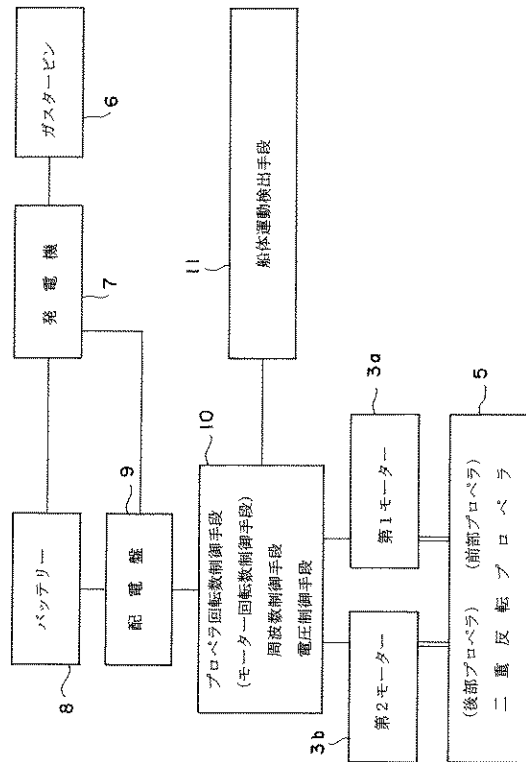 ガスタービン
6
発電機
7
バッテリー
8
配電盤
9
船体運動検出手段
11
プロペラ回転数制御手段
(モーター回転数制御手段)
周波数制御手段
電圧制御手段
10
第1モーター
3a
第2モーター
3b
(後部プロペラ) (前部プロペラ)
二重反転プロペラ
5